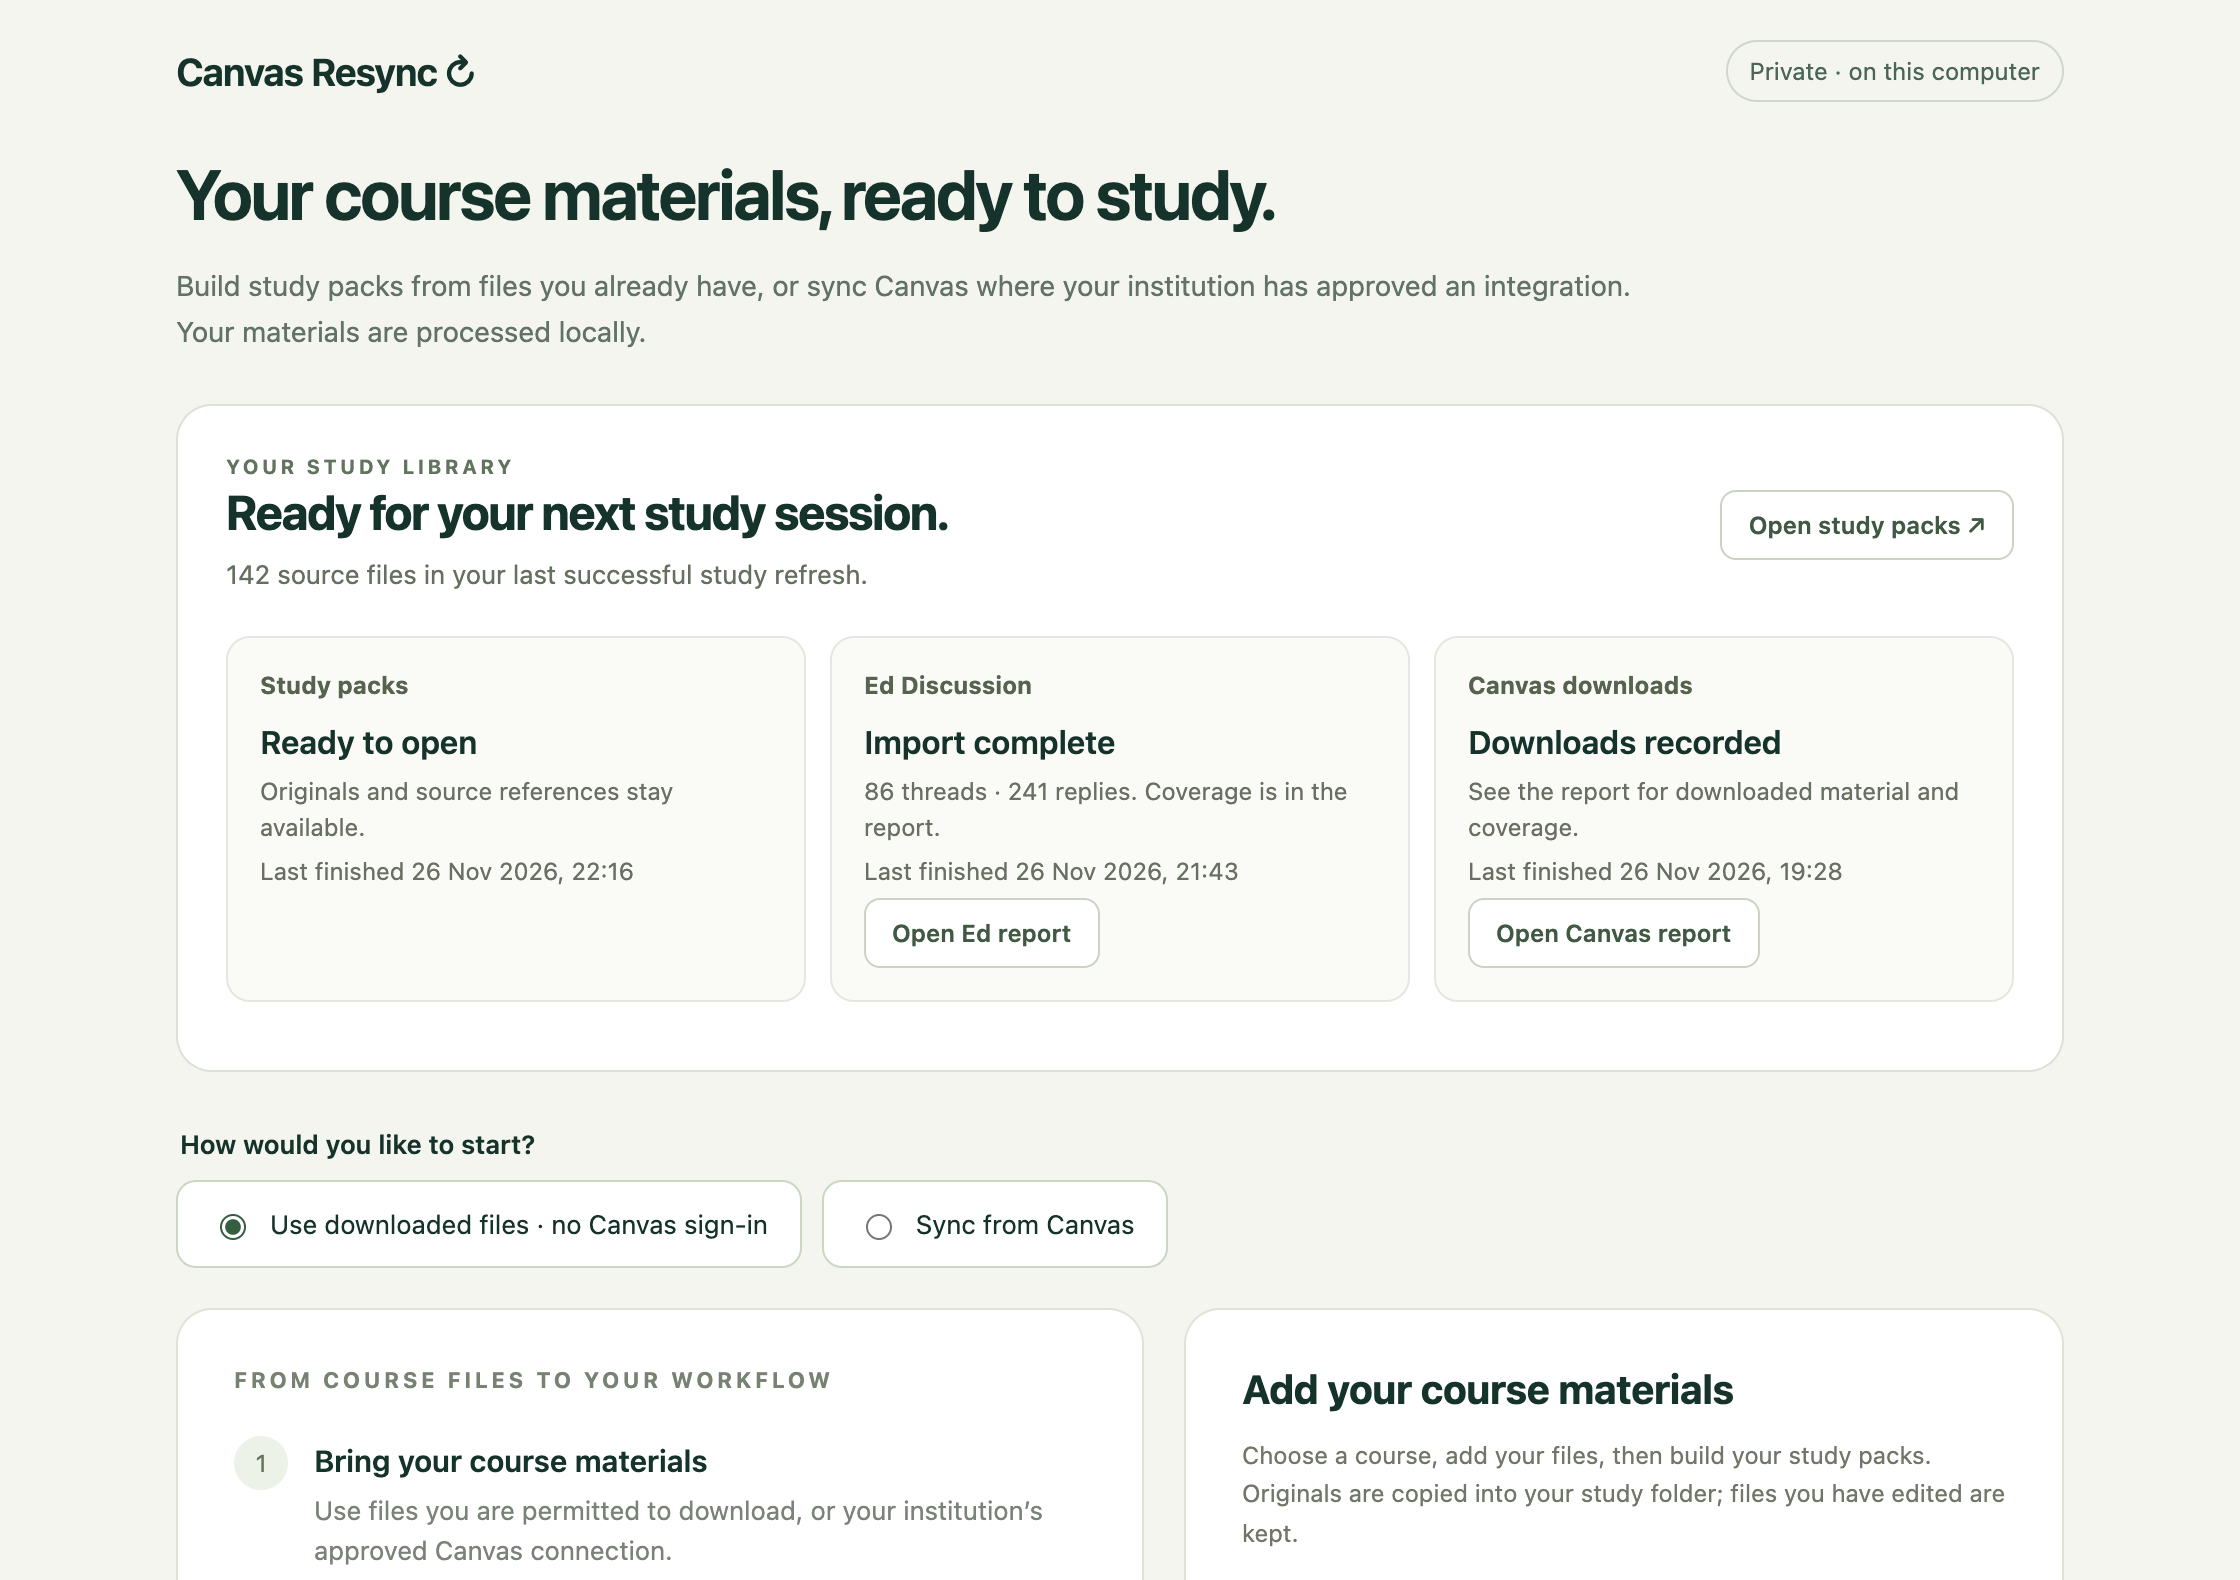 Canvas Resync ↻
Private · on this computer
Your course materials, ready to study.
Build study packs from files you already have, or sync Canvas where your institution has approved an integration.
Your materials are processed locally.
YOUR STUDY LIBRARY
Ready for your next study session.
142 source files in your last successful study refresh.
Open study packs ↗
Study packs
Ready to open
Originals and source references stay
available.
Last finished 26 Nov 2026, 22:16
Ed Discussion
Import complete
86 threads · 241 replies. Coverage is in the
report.
Last finished 26 Nov 2026, 21:43
Open Ed report
Canvas downloads
Downloads recorded
See the report for downloaded material and
coverage.
Last finished 26 Nov 2026, 19:28
Open Canvas report
How would you like to start?
Use downloaded files · no Canvas sign-in
Sync from Canvas
FROM COURSE FILES TO YOUR WORKFLOW
1
Bring your course materials
Use files you are permitted to download, or your institution’s
approved Canvas connection.
Add your course materials
Choose a course, add your files, then build your study packs.
Originals are copied into your study folder; files you have edited are
kept.